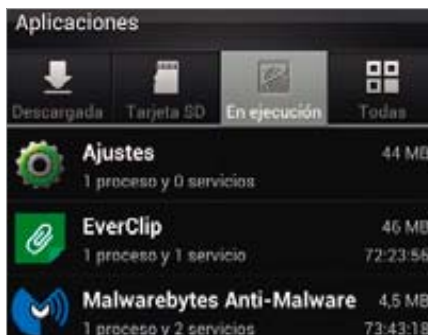 Aplicaciones
Descargada Tarjeta SD En ejecución Todas
Ajustes 44 MB
1 proceso y 0 servicios
EverClip 46 MB
1 proceso y 1 servicio 72:23:56
Malwarebytes Anti-Malware 4,5 MB
1 proceso y 2 servicios 73:43:18